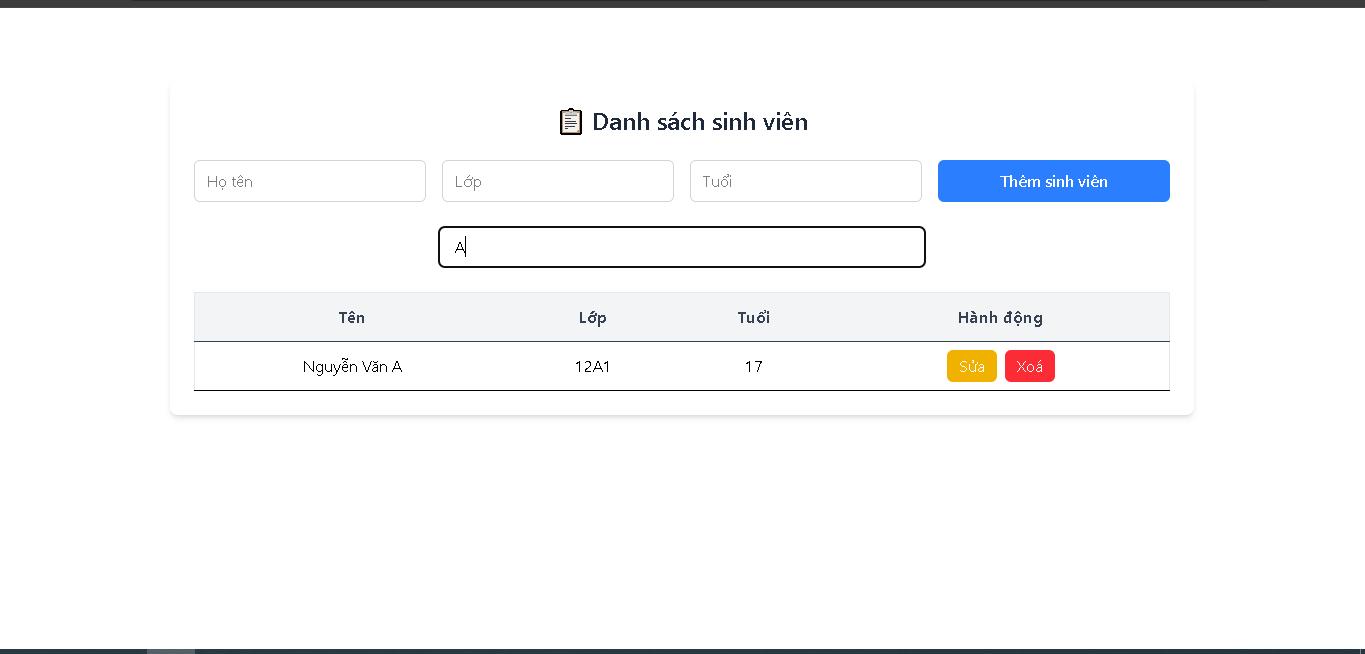 📋 Danh sách sinh viên
Họ tên Lớp Tuổi Thêm sinh viên
A
Tên Lớp Tuổi Hành động
Nguyễn Văn A 12A1 17 Sửa Xoá